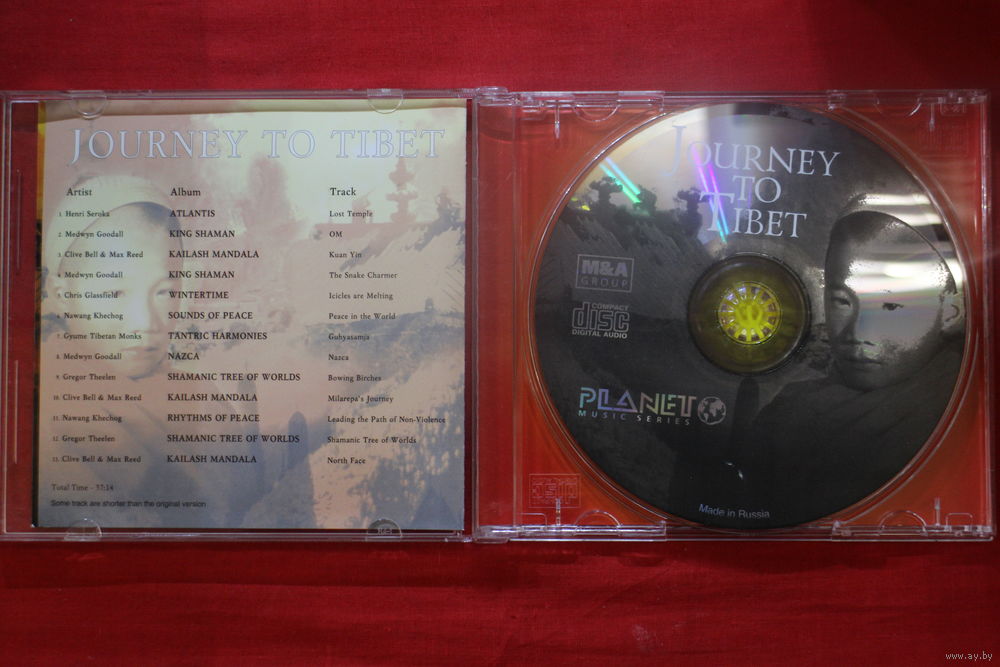 JOURNEY TO TIBET
Artist Album Track
1. Henri Seroka ATLANTIS Lost Temple
2. Medwyn Goodall KING SHAMAN OM
3. Clive Bell & Max Reed KAILASH MANDALA Kuan Yin
4. Medwyn Goodall KING SHAMAN The Snake Charmer
5. Chris Glassfield WINTERTIME Icicles are Melting
6. Nawang Khechog SOUNDS OF PEACE Peace in the World
7. Gyume Tibetan Monks TANTRIC HARMONIES Guhyasamja
8. Medwyn Goodall NAZCA Nazca
9. Gregor Theelen SHAMANIC TREE OF WORLDS Bowing Birches
10. Clive Bell & Max Reed KAILASH MANDALA Milarepa's Journey
11. Nawang Khechog RHYTHMS OF PEACE Leading the Path of Non-Violence
12. Gregor Theelen SHAMANIC TREE OF WORLDS Shamanic Tree of Worlds
13. Clive Bell & Max Reed KAILASH MANDALA North Face
Total Time - 57:14
Some track are shorter than the original version
JOURNEY
TO
TIBET
M&A
GROUP
COMPACT
disc
DIGITAL AUDIO
PLANET
MUSIC SERIES
Made in Russia
www.ay.by